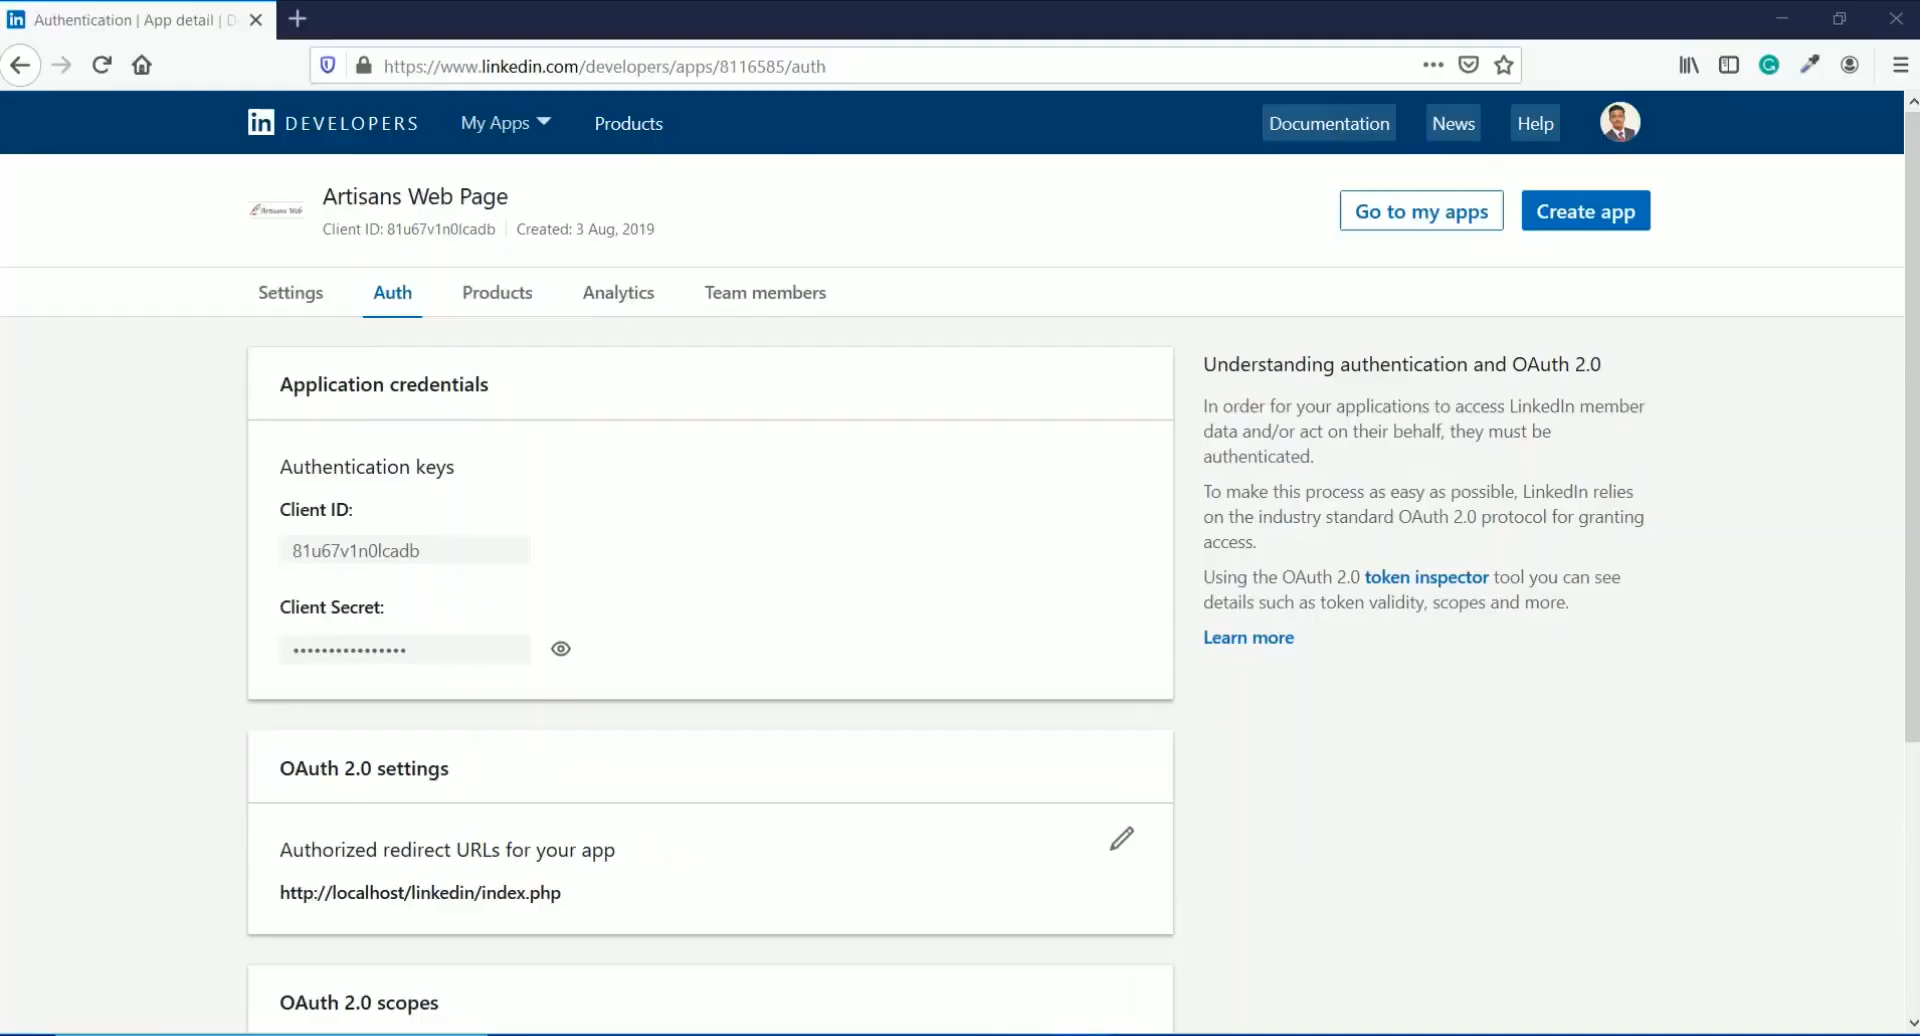 Authentication | App detail | D
https://www.linkedin.com/developers/apps/8116585/auth
in DEVELOPERS
My Apps
Products
Documentation
News
Help
Artisans Web
Artisans Web Page
Client ID: 81u67v1n0lcadb
Created: 3 Aug, 2019
Go to my apps
Create app
Settings
Auth
Products
Analytics
Team members
Application credentials
Authentication keys
Client ID:
81u67v1n0lcadb
Client Secret:
••••••••••••••••
OAuth 2.0 settings
Authorized redirect URLs for your app
http://localhost/linkedin/index.php
OAuth 2.0 scopes
Understanding authentication and OAuth 2.0
In order for your applications to access LinkedIn member
data and/or act on their behalf, they must be
authenticated.
To make this process as easy as possible, LinkedIn relies
on the industry standard OAuth 2.0 protocol for granting
access.
Using the OAuth 2.0 token inspector tool you can see
details such as token validity, scopes and more.
Learn more